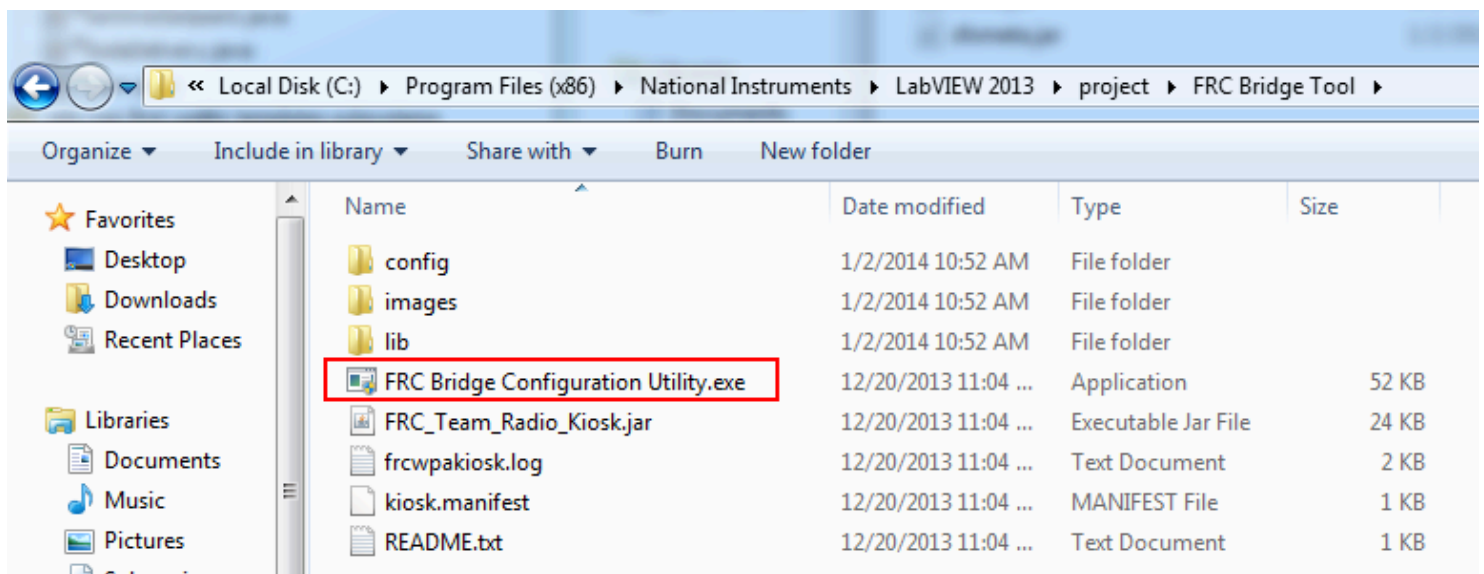 « Local Disk (C:) ▸ Program Files (x86) ▸ National Instruments ▸ LabVIEW 2013 ▸ project ▸ FRC Bridge Tool ▸
Organize ▾ Include in library ▾ Share with ▾ Burn New folder
Favorites
Desktop
Downloads
Recent Places
Libraries
Documents
Music
Pictures
Name Date modified Type Size
config 1/2/2014 10:52 AM File folder
images 1/2/2014 10:52 AM File folder
lib 1/2/2014 10:52 AM File folder
FRC Bridge Configuration Utility.exe 12/20/2013 11:04 ... Application 52 KB
FRC_Team_Radio_Kiosk.jar 12/20/2013 11:04 ... Executable Jar File 24 KB
frcwpakiosk.log 12/20/2013 11:04 ... Text Document 2 KB
kiosk.manifest 12/20/2013 11:04 ... MANIFEST File 1 KB
README.txt 12/20/2013 11:04 ... Text Document 1 KB